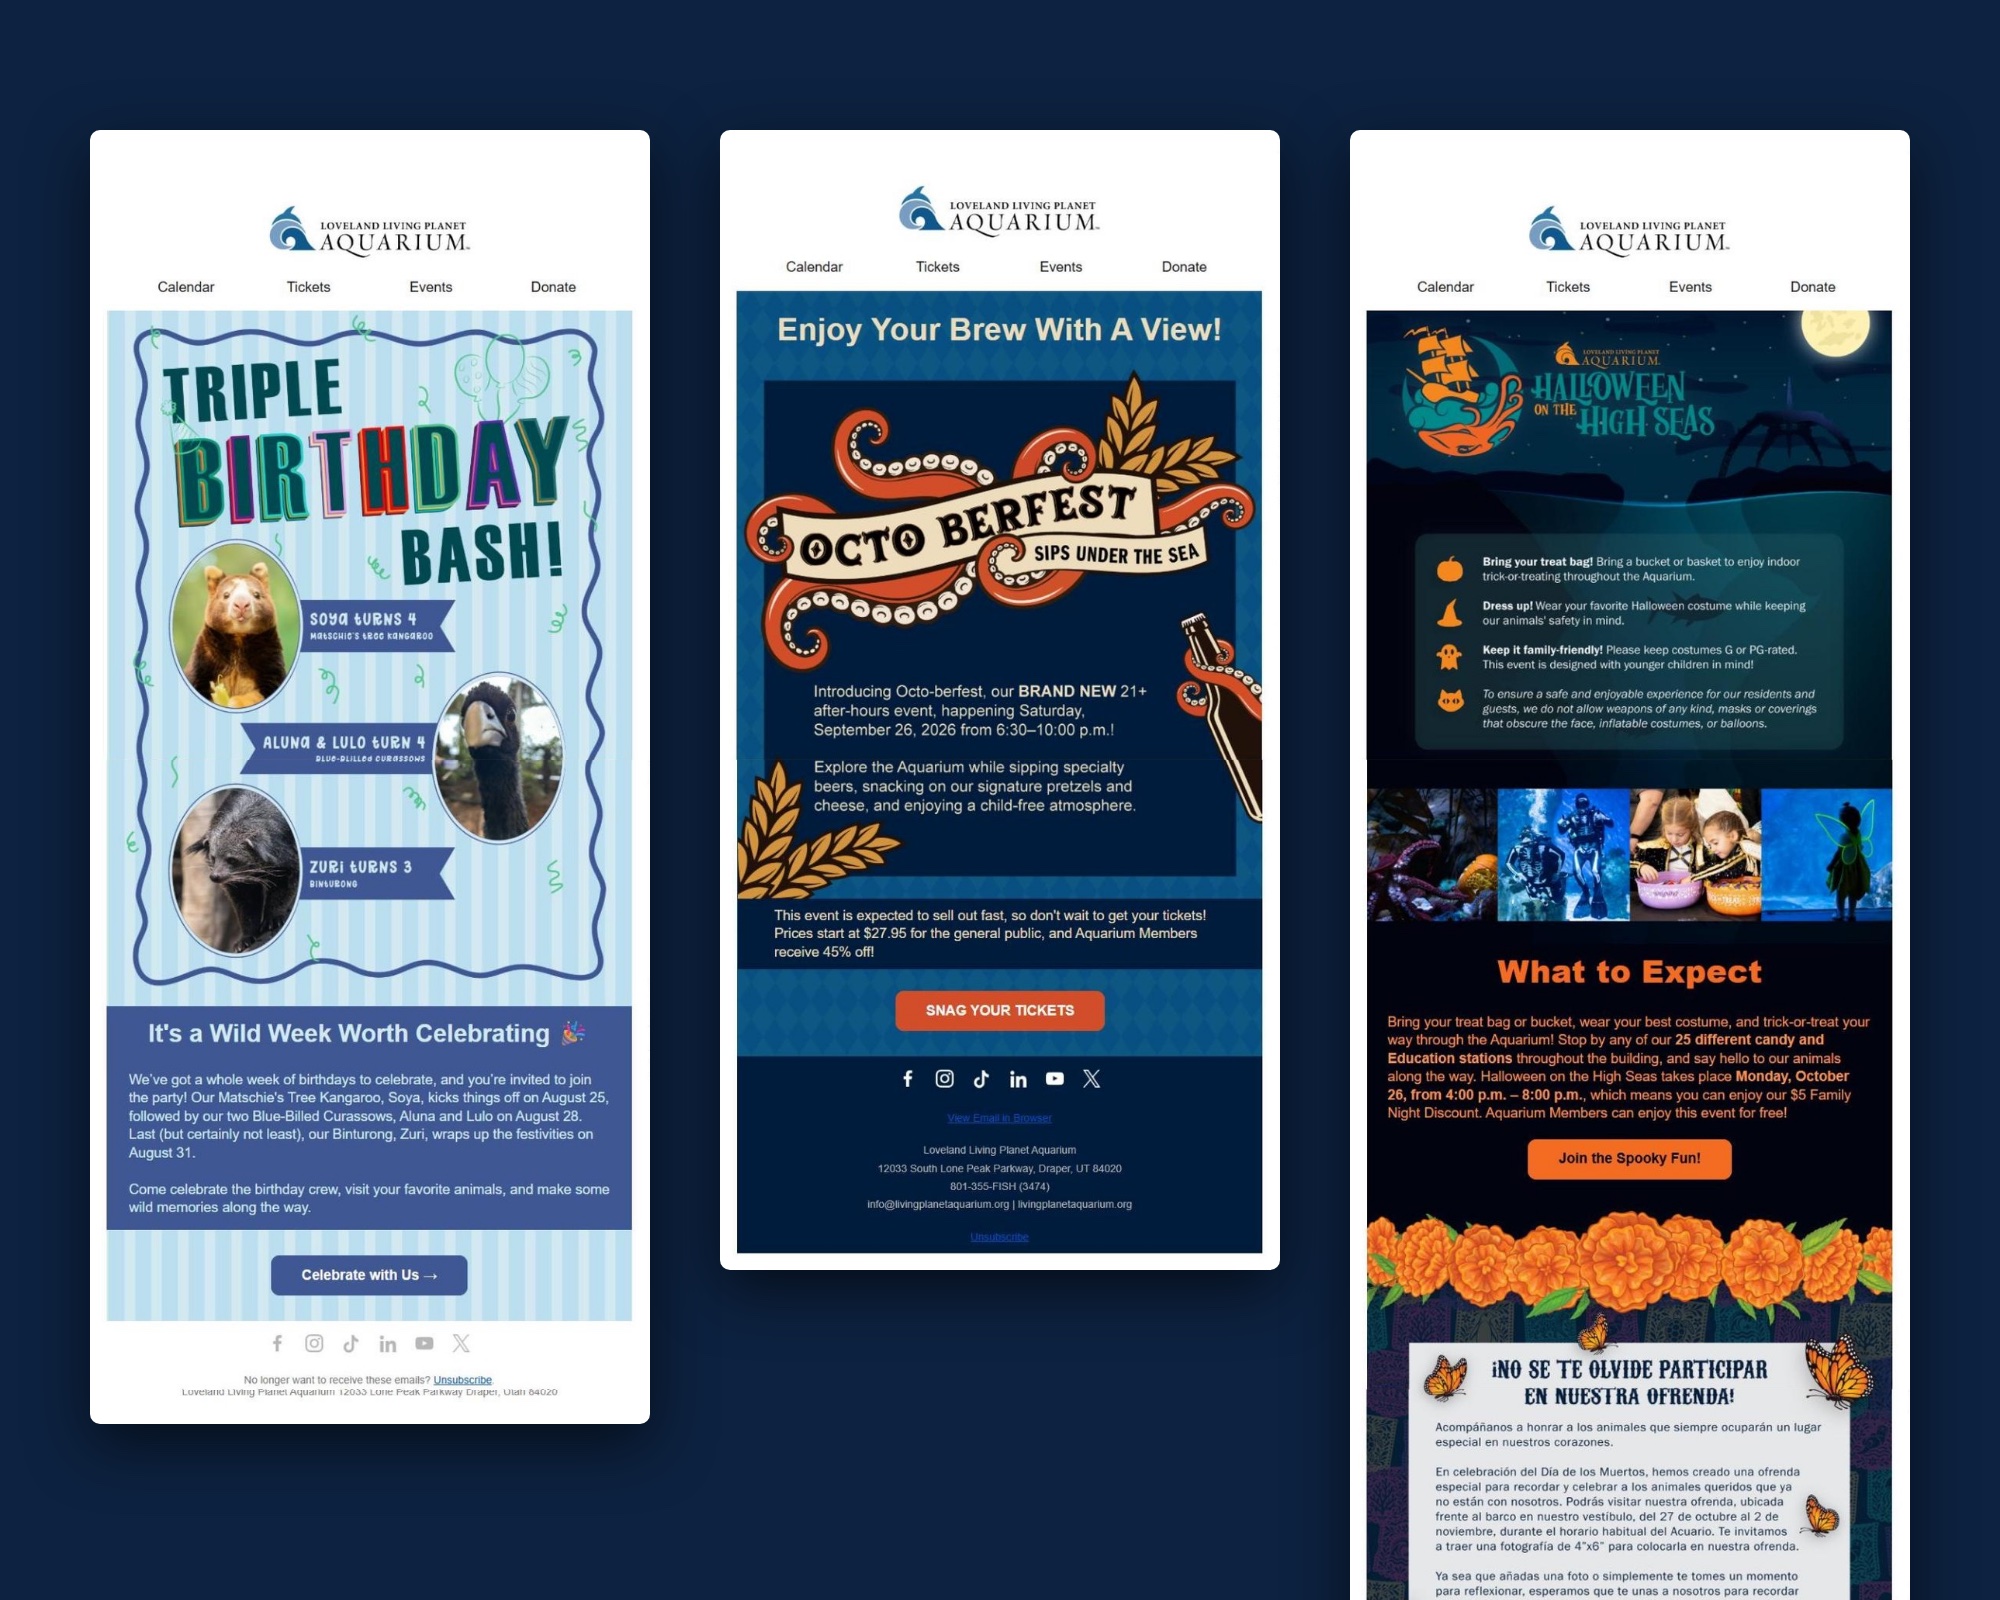 LOVELAND LIVING PLANET
AQUARIUM
Calendar Tickets Events Donate
TRIPLE
BIRTHDAY
BASH!
SOYA TURNS 4
MATSCHIE'S TREE KANGAROO
ALUNA & LULO TURN 4
BLUE-BILLED CURASSOWS
ZURI TURNS 3
BINTURONG
It's a Wild Week Worth Celebrating 🎉
We've got a whole week of birthdays to celebrate, and you're invited to join
the party! Our Matschie's Tree Kangaroo, Soya, kicks things off on August 25,
followed by our two Blue-Billed Curassows, Aluna and Lulo on August 28.
Last (but certainly not least), our Binturong, Zuri, wraps up the festivities on
August 31.
Come celebrate the birthday crew, visit your favorite animals, and make some
wild memories along the way.
Celebrate with Us →
No longer want to receive these emails? Unsubscribe.
Loveland Living Planet Aquarium 12033 Lone Peak Parkway Draper, Utah 84020
LOVELAND LIVING PLANET
AQUARIUM
Calendar Tickets Events Donate
Enjoy Your Brew With A View!
OCTO BERFEST
SIPS UNDER THE SEA
Introducing Octo-berfest, our BRAND NEW 21+
after-hours event, happening Saturday,
September 26, 2026 from 6:30–10:00 p.m.!
Explore the Aquarium while sipping specialty
beers, snacking on our signature pretzels and
cheese, and enjoying a child-free atmosphere.
This event is expected to sell out fast, so don't wait to get your tickets!
Prices start at $27.95 for the general public, and Aquarium Members
receive 45% off!
SNAG YOUR TICKETS
View Email in Browser
Loveland Living Planet Aquarium
12033 South Lone Peak Parkway, Draper, UT 84020
801-355-FISH (3474)
info@livingplanetaquarium.org | livingplanetaquarium.org
Unsubscribe
LOVELAND LIVING PLANET
AQUARIUM
Calendar Tickets Events Donate
LOVELAND LIVING PLANET
AQUARIUM
HALLOWEEN
ON THE HIGH SEAS
Bring your treat bag! Bring a bucket or basket to enjoy indoor
trick-or-treating throughout the Aquarium.
Dress up! Wear your favorite Halloween costume while keeping
our animals' safety in mind.
Keep it family-friendly! Please keep costumes G or PG-rated.
This event is designed with younger children in mind!
To ensure a safe and enjoyable experience for our residents and
guests, we do not allow weapons of any kind, masks or coverings
that obscure the face, inflatable costumes, or balloons.
What to Expect
Bring your treat bag or bucket, wear your best costume, and trick-or-treat your
way through the Aquarium! Stop by any of our 25 different candy and
Education stations throughout the building, and say hello to our animals
along the way. Halloween on the High Seas takes place Monday, October
26, from 4:00 p.m. – 8:00 p.m., which means you can enjoy our $5 Family
Night Discount. Aquarium Members can enjoy this event for free!
Join the Spooky Fun!
¡NO SE TE OLVIDE PARTICIPAR
EN NUESTRA OFRENDA!
Acompáñanos a honrar a los animales que siempre ocuparán un lugar
especial en nuestros corazones.
En celebración del Día de los Muertos, hemos creado una ofrenda
especial para recordar y celebrar a los animales queridos que ya
no están con nosotros. Podrás visitar nuestra ofrenda, ubicada
frente al barco en nuestro vestíbulo, del 27 de octubre al 2 de
noviembre, durante el horario habitual del Acuario. Te invitamos
a traer una fotografía de 4"x6" para colocarla en nuestra ofrenda.
Ya sea que añadas una foto o simplemente te tomes un momento
para reflexionar, esperamos que te unas a nosotros para recordar